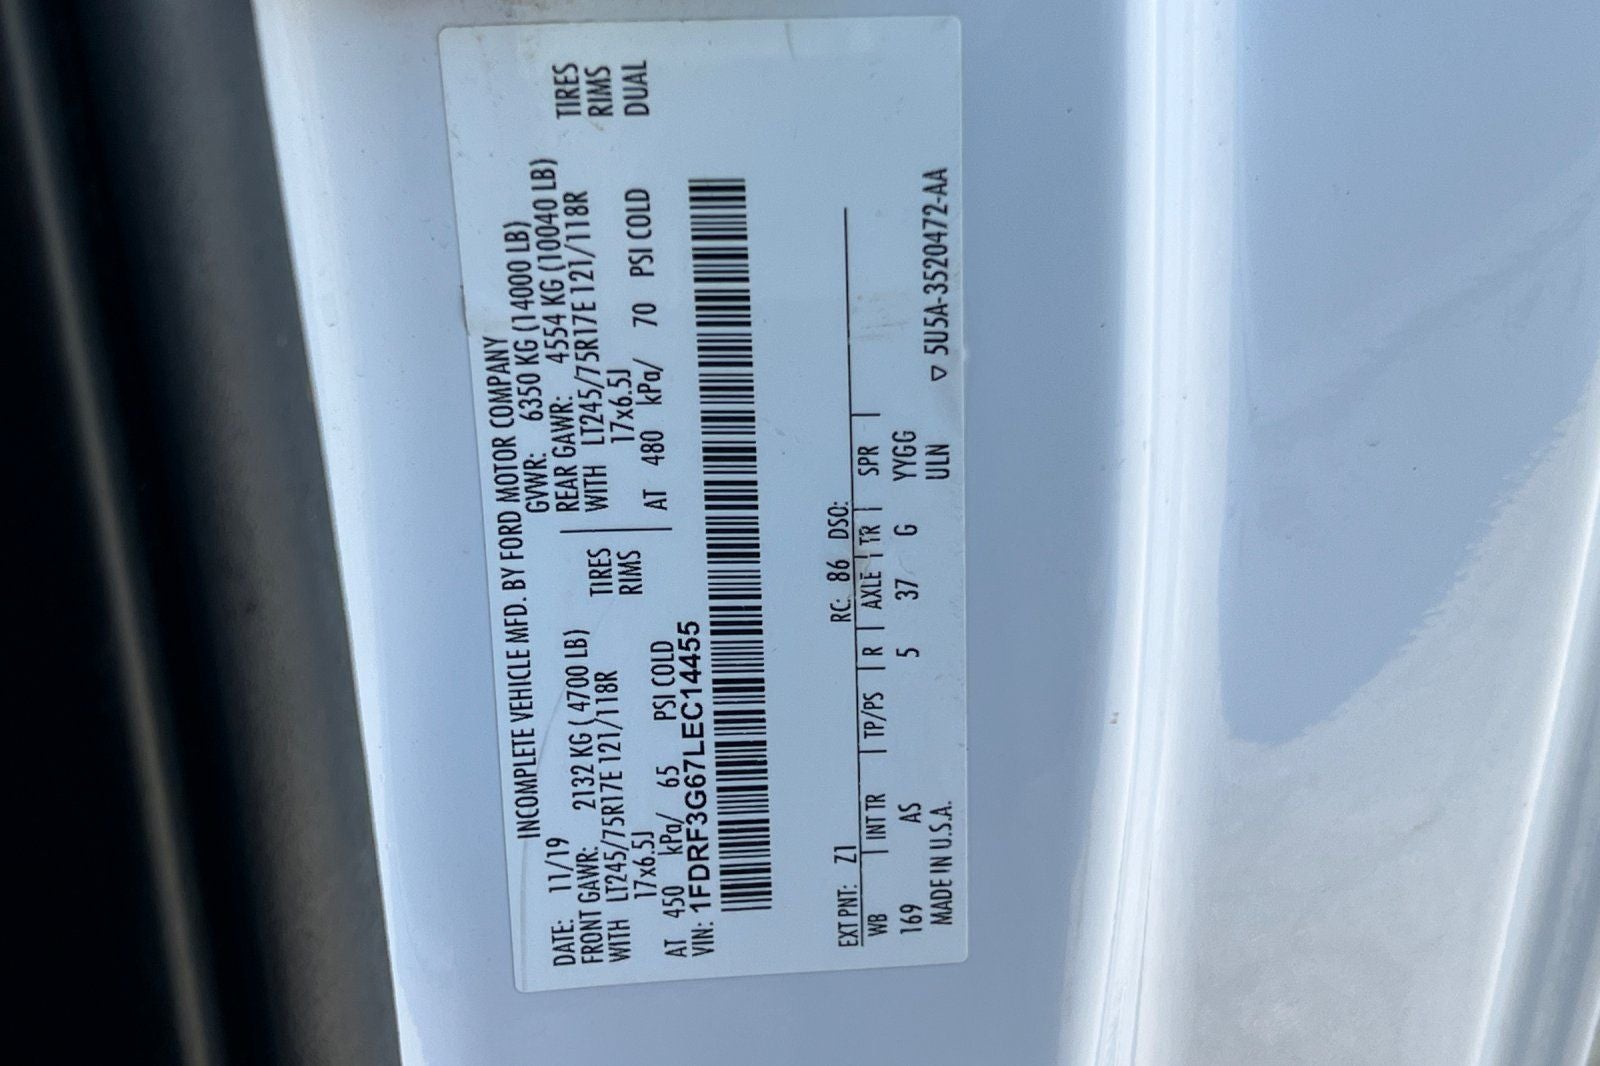 INCOMPLETE VEHICLE MFD. BY FORD MOTOR COMPANY
DATE: 11/19 GVWR: 6350 KG (14000 LB)
FRONT GAWR: 2132 KG ( 4700 LB) REAR GAWR: 4554 KG (10040 LB)
WITH LT245/75R17E 121/118R TIRES WITH LT245/75R17E 121/118R TIRES
17x6.5J RIMS 17x6.5J RIMS
AT 450 kPa/ 65 PSI COLD AT 480 kPa/ 70 PSI COLD DUAL
VIN: 1FDRF3G67LEC14455
EXT PNT: Z1 RC: 86 DSO:
WB | INT TR | TP/PS | R | AXLE | TR | SPR |
169 AS 5 37 G YYGG
MADE IN U.S.A. ULN ▽ 5U5A-3520472-AA